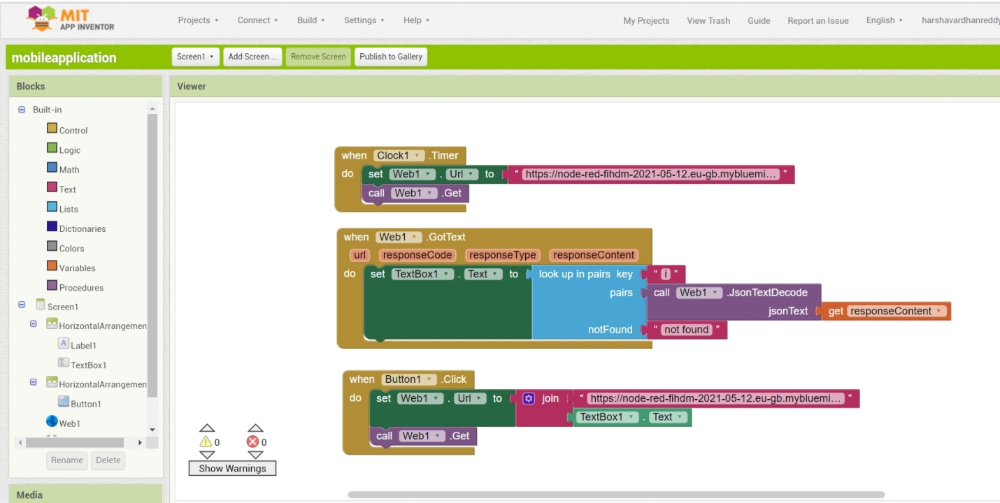 MIT
APP INVENTOR
Projects Connect Build Settings Help My Projects View Trash Guide Report an Issue English harshavardhanreddy
mobileapplication Screen1 Add Screen ... Remove Screen Publish to Gallery
Blocks
Viewer
Built-in
Control
Logic
Math
Text
Lists
Dictionaries
Colors
Variables
Procedures
Screen1
HorizontalArrangemen
Label1
TextBox1
HorizontalArrangemen
Button1
Web1
Rename Delete
Media
when Clock1 .Timer
do set Web1 . Url to " https://node-red-fihdm-2021-05-12.eu-gb.mybluemi... "
call Web1 .Get
when Web1 .GotText
url responseCode responseType responseContent
do set TextBox1 . Text to look up in pairs key " i "
pairs call Web1 .JsonTextDecode
jsonText get responseContent
notFound " not found "
when Button1 .Click
do set Web1 . Url to join " https://node-red-fihdm-2021-05-12.eu-gb.mybluemi... "
TextBox1 . Text
call Web1 .Get
0 0
Show Warnings